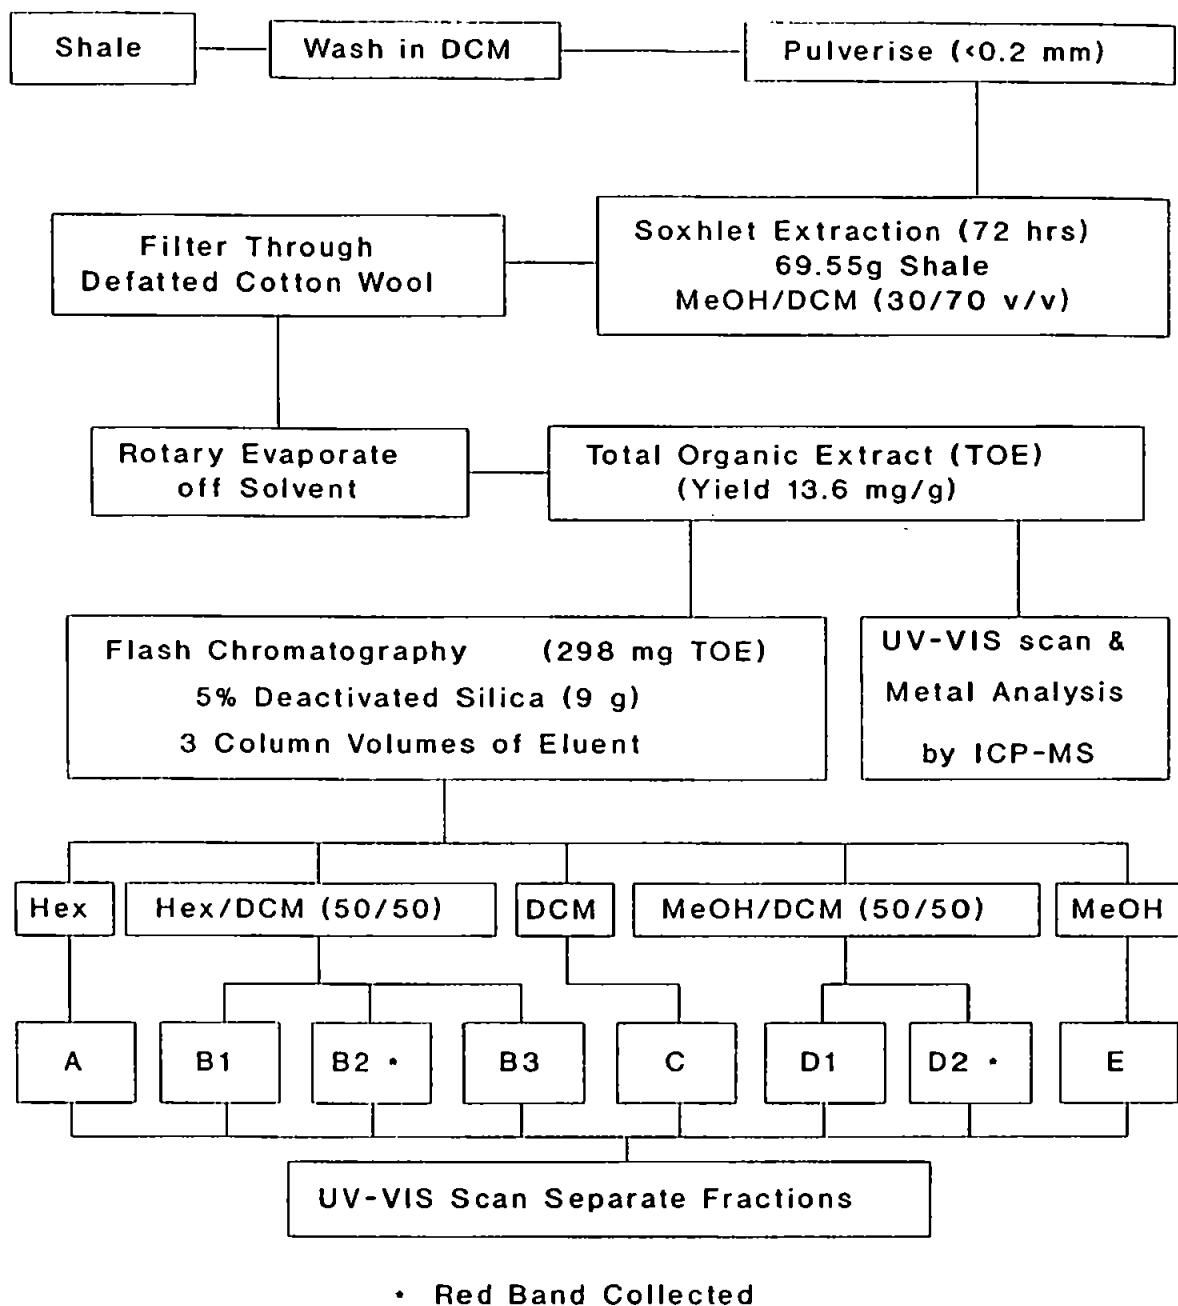 Shale
Wash in DCM
Pulverise (<0.2 mm)
Filter Through
Defatted Cotton Wool
Soxhlet Extraction (72 hrs)
69.55g Shale
MeOH/DCM (30/70 v/v)
Rotary Evaporate
off Solvent
Total Organic Extract (TOE)
(Yield 13.6 mg/g)
Flash Chromatography (298 mg TOE)
5% Deactivated Silica (9 g)
3 Column Volumes of Eluent
UV-VIS scan &
Metal Analysis
by ICP-MS
Hex
Hex/DCM (50/50)
DCM
MeOH/DCM (50/50)
MeOH
A
B1
B2 •
B3
C
D1
D2 •
E
UV-VIS Scan Separate Fractions
• Red Band Collected